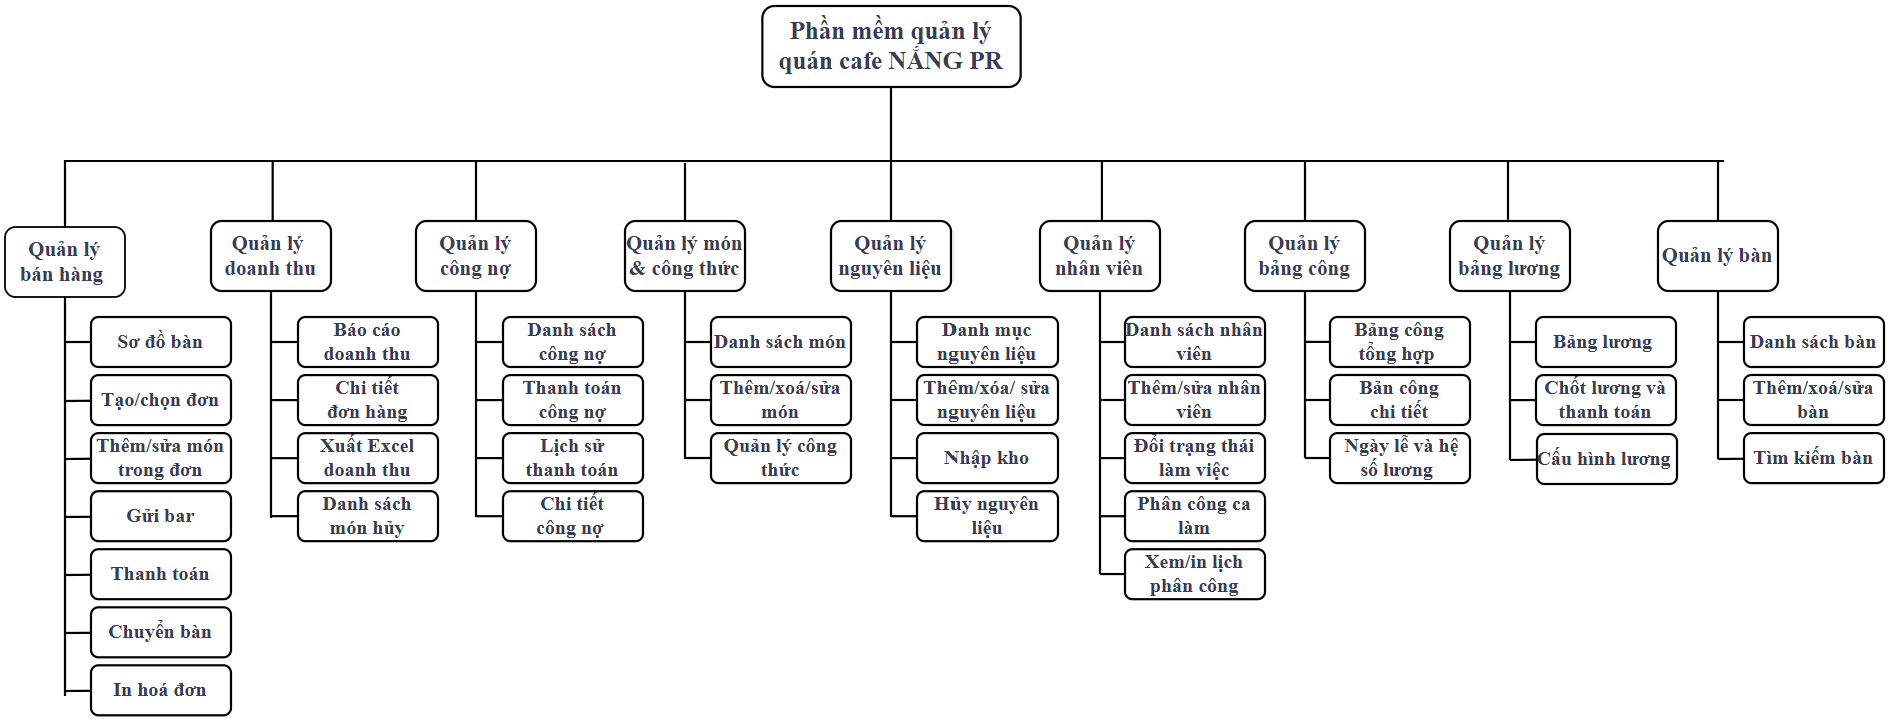 Phần mềm quản lý
quán cafe NẮNG PR
Quản lý
bán hàng
Sơ đồ bàn
Tạo/chọn đơn
Thêm/sửa món
trong đơn
Gửi bar
Thanh toán
Chuyển bàn
In hoá đơn
Quản lý
doanh thu
Báo cáo
doanh thu
Chi tiết
đơn hàng
Xuất Excel
doanh thu
Danh sách
món hủy
Quản lý
công nợ
Danh sách
công nợ
Thanh toán
công nợ
Lịch sử
thanh toán
Chi tiết
công nợ
Quản lý món
& công thức
Danh sách món
Thêm/xoá/sửa
món
Quản lý công
thức
Quản lý
nguyên liệu
Danh mục
nguyên liệu
Thêm/xóa/ sửa
nguyên liệu
Nhập kho
Hủy nguyên
liệu
Quản lý
nhân viên
Danh sách nhân
viên
Thêm/sửa nhân
viên
Đổi trạng thái
làm việc
Phân công ca
làm
Xem/in lịch
phân công
Quản lý
bảng công
Bảng công
tổng hợp
Bản công
chi tiết
Ngày lễ và hệ
số lương
Quản lý
bảng lương
Bảng lương
Chốt lương và
thanh toán
Cấu hình lương
Quản lý bàn
Danh sách bàn
Thêm/xoá/sửa
bàn
Tìm kiếm bàn